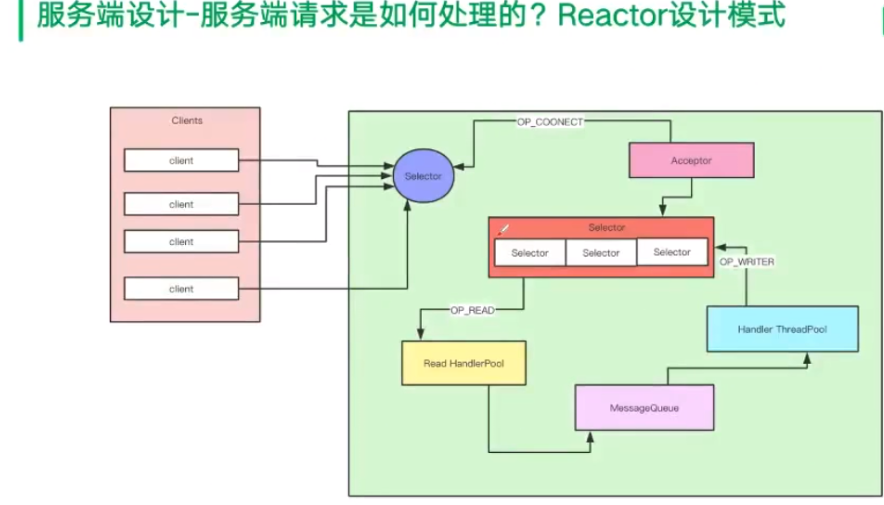 服务端设计-服务端请求是如何处理的？Reactor设计模式
Clients
client
client
client
client
Selector
OP_COONECT
Acceptor
Selector
Selector
Selector
Selector
OP_WRITER
OP_READ
Read HandlerPool
Handler ThreadPool
MessageQueue